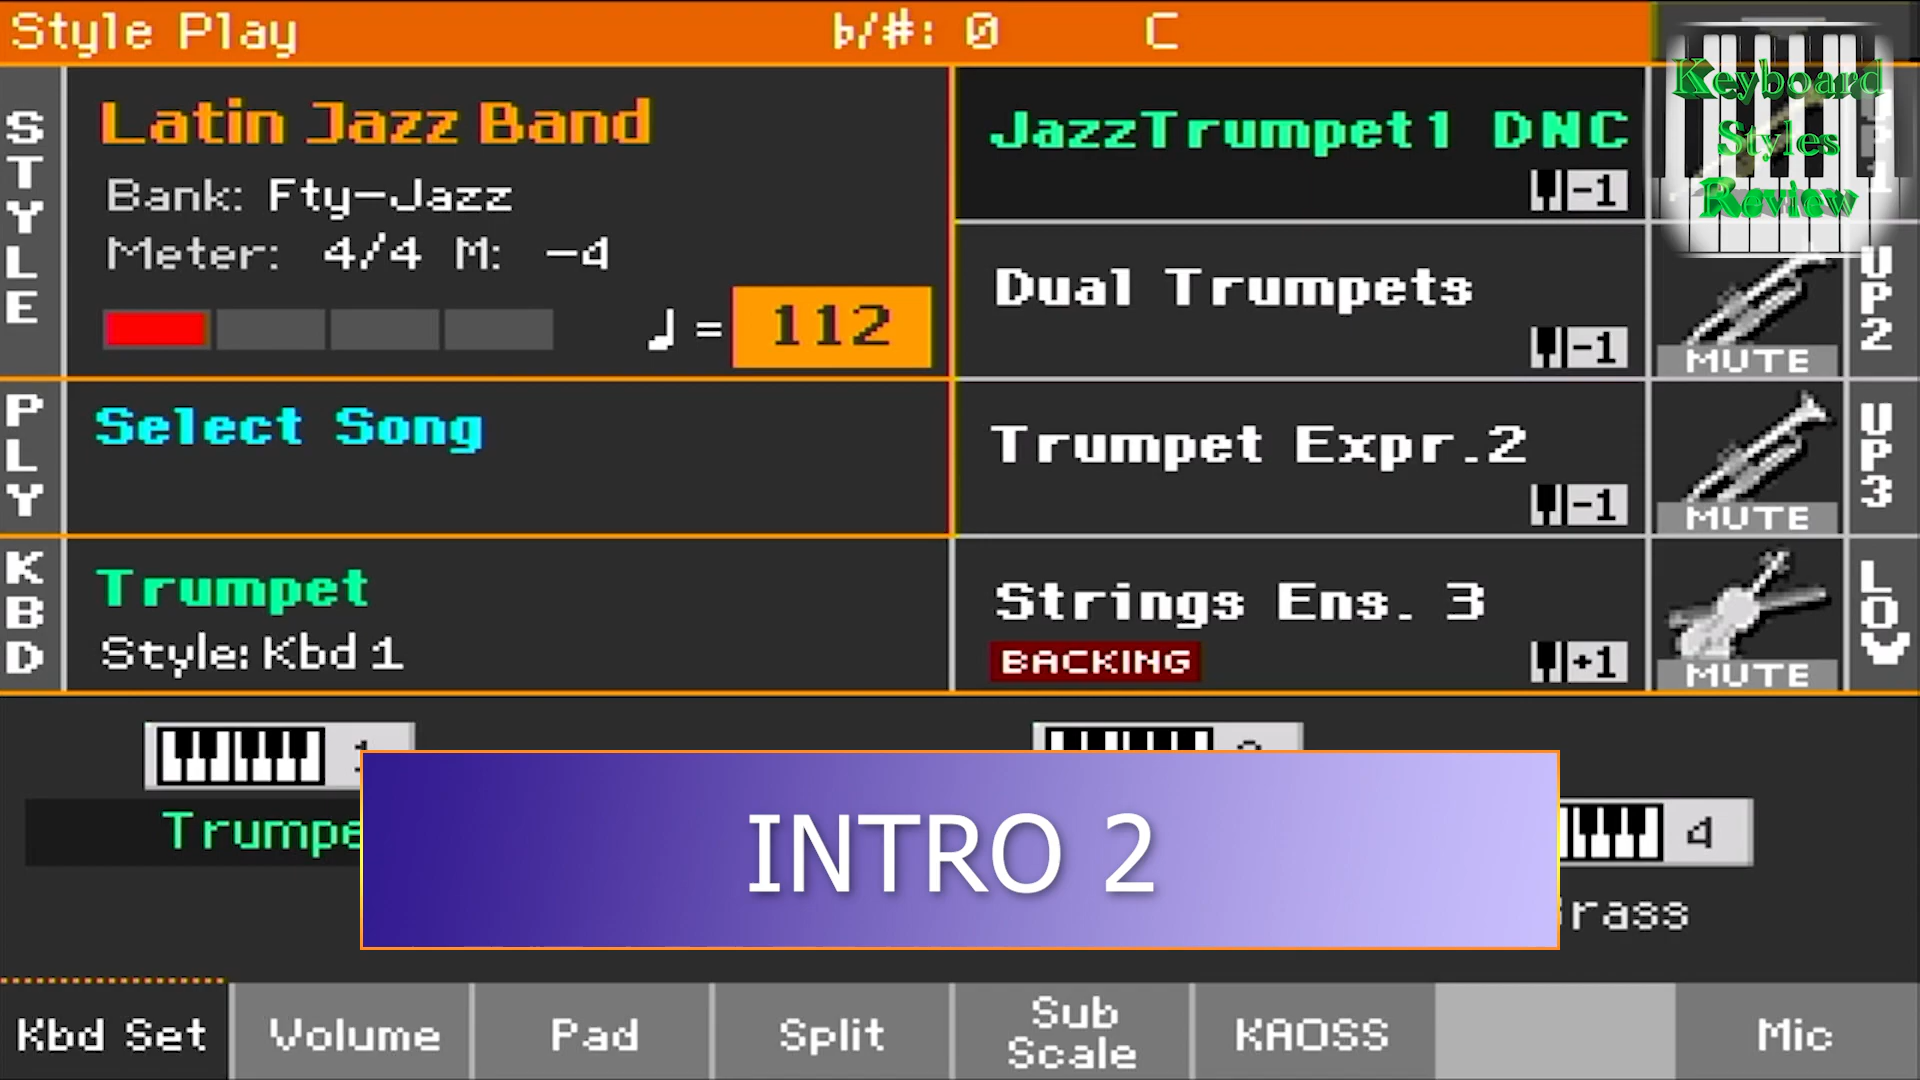 Style Play
b/#: 0
C
Keyboard
Styles
Review
STYLE
Latin Jazz Band
Bank: Fty-Jazz
Meter: 4/4 M: -4
♩ = 112
JazzTrumpet1 DNC
-1
Dual Trumpets
-1
MUTE
UP2
PLY
Select Song
Trumpet Expr.2
-1
MUTE
UP3
KBD
Trumpet
Style: Kbd 1
Strings Ens. 3
BACKING
+1
MUTE
LOW
INTRO 2
4
Kbd Set
Volume
Pad
Split
Sub
Scale
KAOSS
Mic